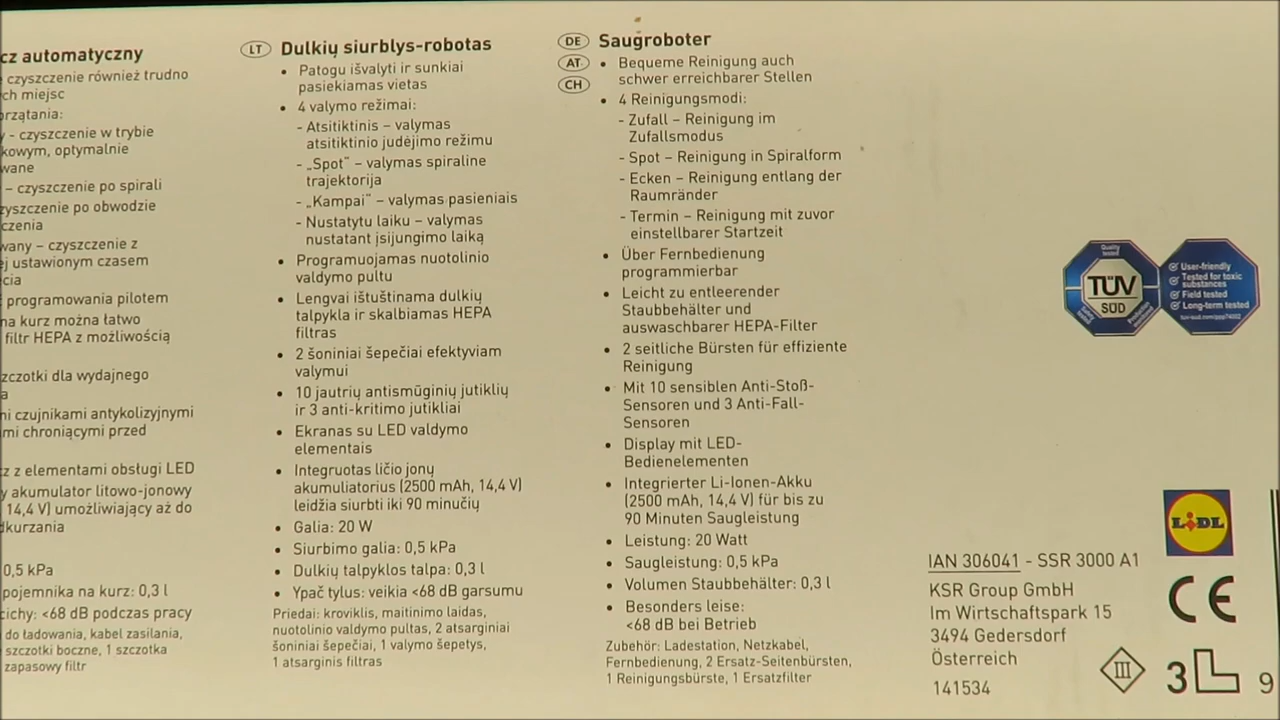 cz automatyczny
czyszczenie również trudno
ch miejsc
rzątania:
- czyszczenie w trybie
kowym, optymalnie
wane
– czyszczenie po spirali
zyszczenie po obwodzie
czenia
wany – czyszczenie z
ej ustawionym czasem
cia
programowania pilotem
na kurz można łatwo
filtr HEPA z możliwością
zczotki dla wydajnego
a
ni czujnikami antykolizyjnymi
mi chroniącymi przed
cz z elementami obsługi LED
y akumulator litowo-jonowy
14,4 V) umożliwiający aż do
dkurzania
0,5 kPa
pojemnika na kurz: 0,3 l
cichy: <68 dB podczas pracy
do ładowania, kabel zasilania,
szczotki boczne, 1 szczotka
zapasowy filtr
LT Dulkių siurblys-robotas
• Patogu išvalyti ir sunkiai
pasiekiamas vietas
• 4 valymo režimai:
- Atsitiktinis – valymas
atsitiktinio judėjimo režimu
- „Spot“ – valymas spiraline
trajektorija
- „Kampai“ – valymas pasieniais
- Nustatytu laiku – valymas
nustatant įsijungimo laiką
• Programuojamas nuotolinio
valdymo pultu
• Lengvai ištuštinama dulkių
talpykla ir skalbiamas HEPA
filtras
• 2 šoniniai šepečiai efektyviam
valymui
• 10 jautrių antismūginių jutiklių
ir 3 anti-kritimo jutikliai
• Ekranas su LED valdymo
elementais
• Integruotas ličio jonų
akumuliatorius (2500 mAh, 14,4 V)
leidžia siurbti iki 90 minučių
• Galia: 20 W
• Siurbimo galia: 0,5 kPa
• Dulkių talpyklos talpa: 0,3 l
• Ypač tylus: veikia <68 dB garsumu
Priedai: kroviklis, maitinimo laidas,
nuotolinio valdymo pultas, 2 atsarginiai
šoniniai šepečiai, 1 valymo šepetys,
1 atsarginis filtras
DE AT CH Saugroboter
• Bequeme Reinigung auch
schwer erreichbarer Stellen
• 4 Reinigungsmodi:
- Zufall – Reinigung im
Zufallsmodus
- Spot – Reinigung in Spiralform
- Ecken – Reinigung entlang der
Raumränder
- Termin – Reinigung mit zuvor
einstellbarer Startzeit
• Über Fernbedienung
programmierbar
• Leicht zu entleerender
Staubbehälter und
auswaschbarer HEPA-Filter
• 2 seitliche Bürsten für effiziente
Reinigung
• Mit 10 sensiblen Anti-Stoß-
Sensoren und 3 Anti-Fall-
Sensoren
• Display mit LED-
Bedienelementen
• Integrierter Li-Ionen-Akku
(2500 mAh, 14,4 V) für bis zu
90 Minuten Saugleistung
• Leistung: 20 Watt
• Saugleistung: 0,5 kPa
• Volumen Staubbehälter: 0,3 l
• Besonders leise:
<68 dB bei Betrieb
Zubehör: Ladestation, Netzkabel,
Fernbedienung, 2 Ersatz-Seitenbürsten,
1 Reinigungsbürste, 1 Ersatzfilter
Quality
tested
TÜV
SÜD
Safety
tested
User-friendly
Tested for toxic
substances
Field tested
Long-term tested
LIDL
IAN 306041 - SSR 3000 A1
KSR Group GmbH
Im Wirtschaftspark 15
3494 Gedersdorf
Österreich
141534
CE
III
3
9